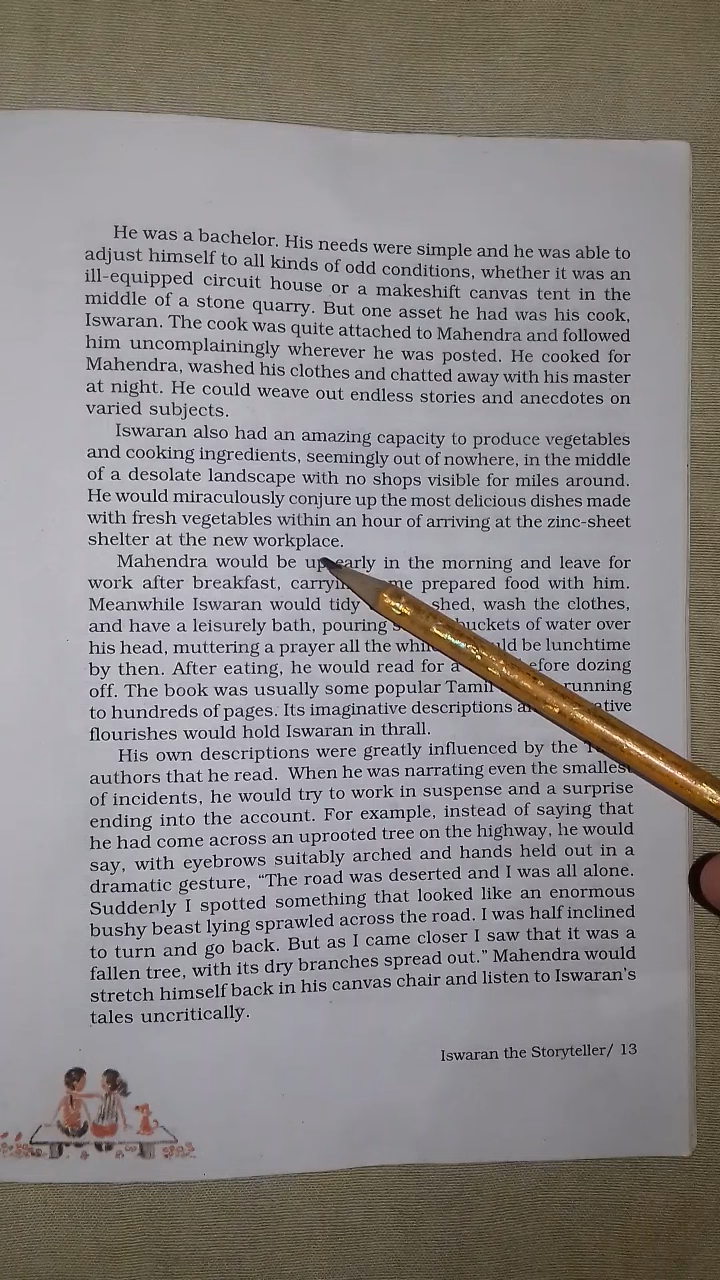 He was a bachelor. His needs were simple and he was able to
adjust himself to all kinds of odd conditions, whether it was an
ill-equipped circuit house or a makeshift canvas tent in the
middle of a stone quarry. But one asset he had was his cook,
Iswaran. The cook was quite attached to Mahendra and followed
him uncomplainingly wherever he was posted. He cooked for
Mahendra, washed his clothes and chatted away with his master
at night. He could weave out endless stories and anecdotes on
varied subjects.
Iswaran also had an amazing capacity to produce vegetables
and cooking ingredients, seemingly out of nowhere, in the middle
of a desolate landscape with no shops visible for miles around.
He would miraculously conjure up the most delicious dishes made
with fresh vegetables within an hour of arriving at the zinc-sheet
shelter at the new workplace.
Mahendra would be up early in the morning and leave for
work after breakfast, prepared food with him.
Meanwhile Iswaran would tidy shed, wash the clothes,
and have a leisurely bath, pouring buckets of water over
his head, muttering a prayer all the lunchtime
by then. After eating, he would read for a before dozing
off. The book was usually some popular Tamil running
to hundreds of pages. Its imaginative descriptions
flourishes would hold Iswaran in thrall.
His own descriptions were greatly influenced by the
authors that he read. When he was narrating even the smallest
of incidents, he would try to work in suspense and a surprise
ending into the account. For example, instead of saying that
he had come across an uprooted tree on the highway, he would
say, with eyebrows suitably arched and hands held out in a
dramatic gesture, “The road was deserted and I was all alone.
Suddenly I spotted something that looked like an enormous
bushy beast lying sprawled across the road. I was half inclined
to turn and go back. But as I came closer I saw that it was a
fallen tree, with its dry branches spread out.” Mahendra would
stretch himself back in his canvas chair and listen to Iswaran’s
tales uncritically.
Iswaran the Storyteller/ 13